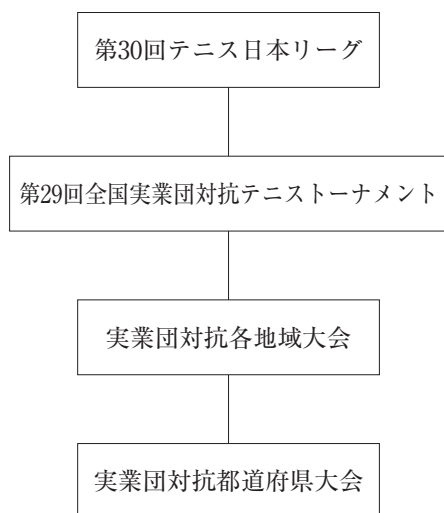 第30回テニス日本リーグ
第29回全国実業団対抗テニストーナメント
実業団対抗各地域大会
実業団対抗都道府県大会